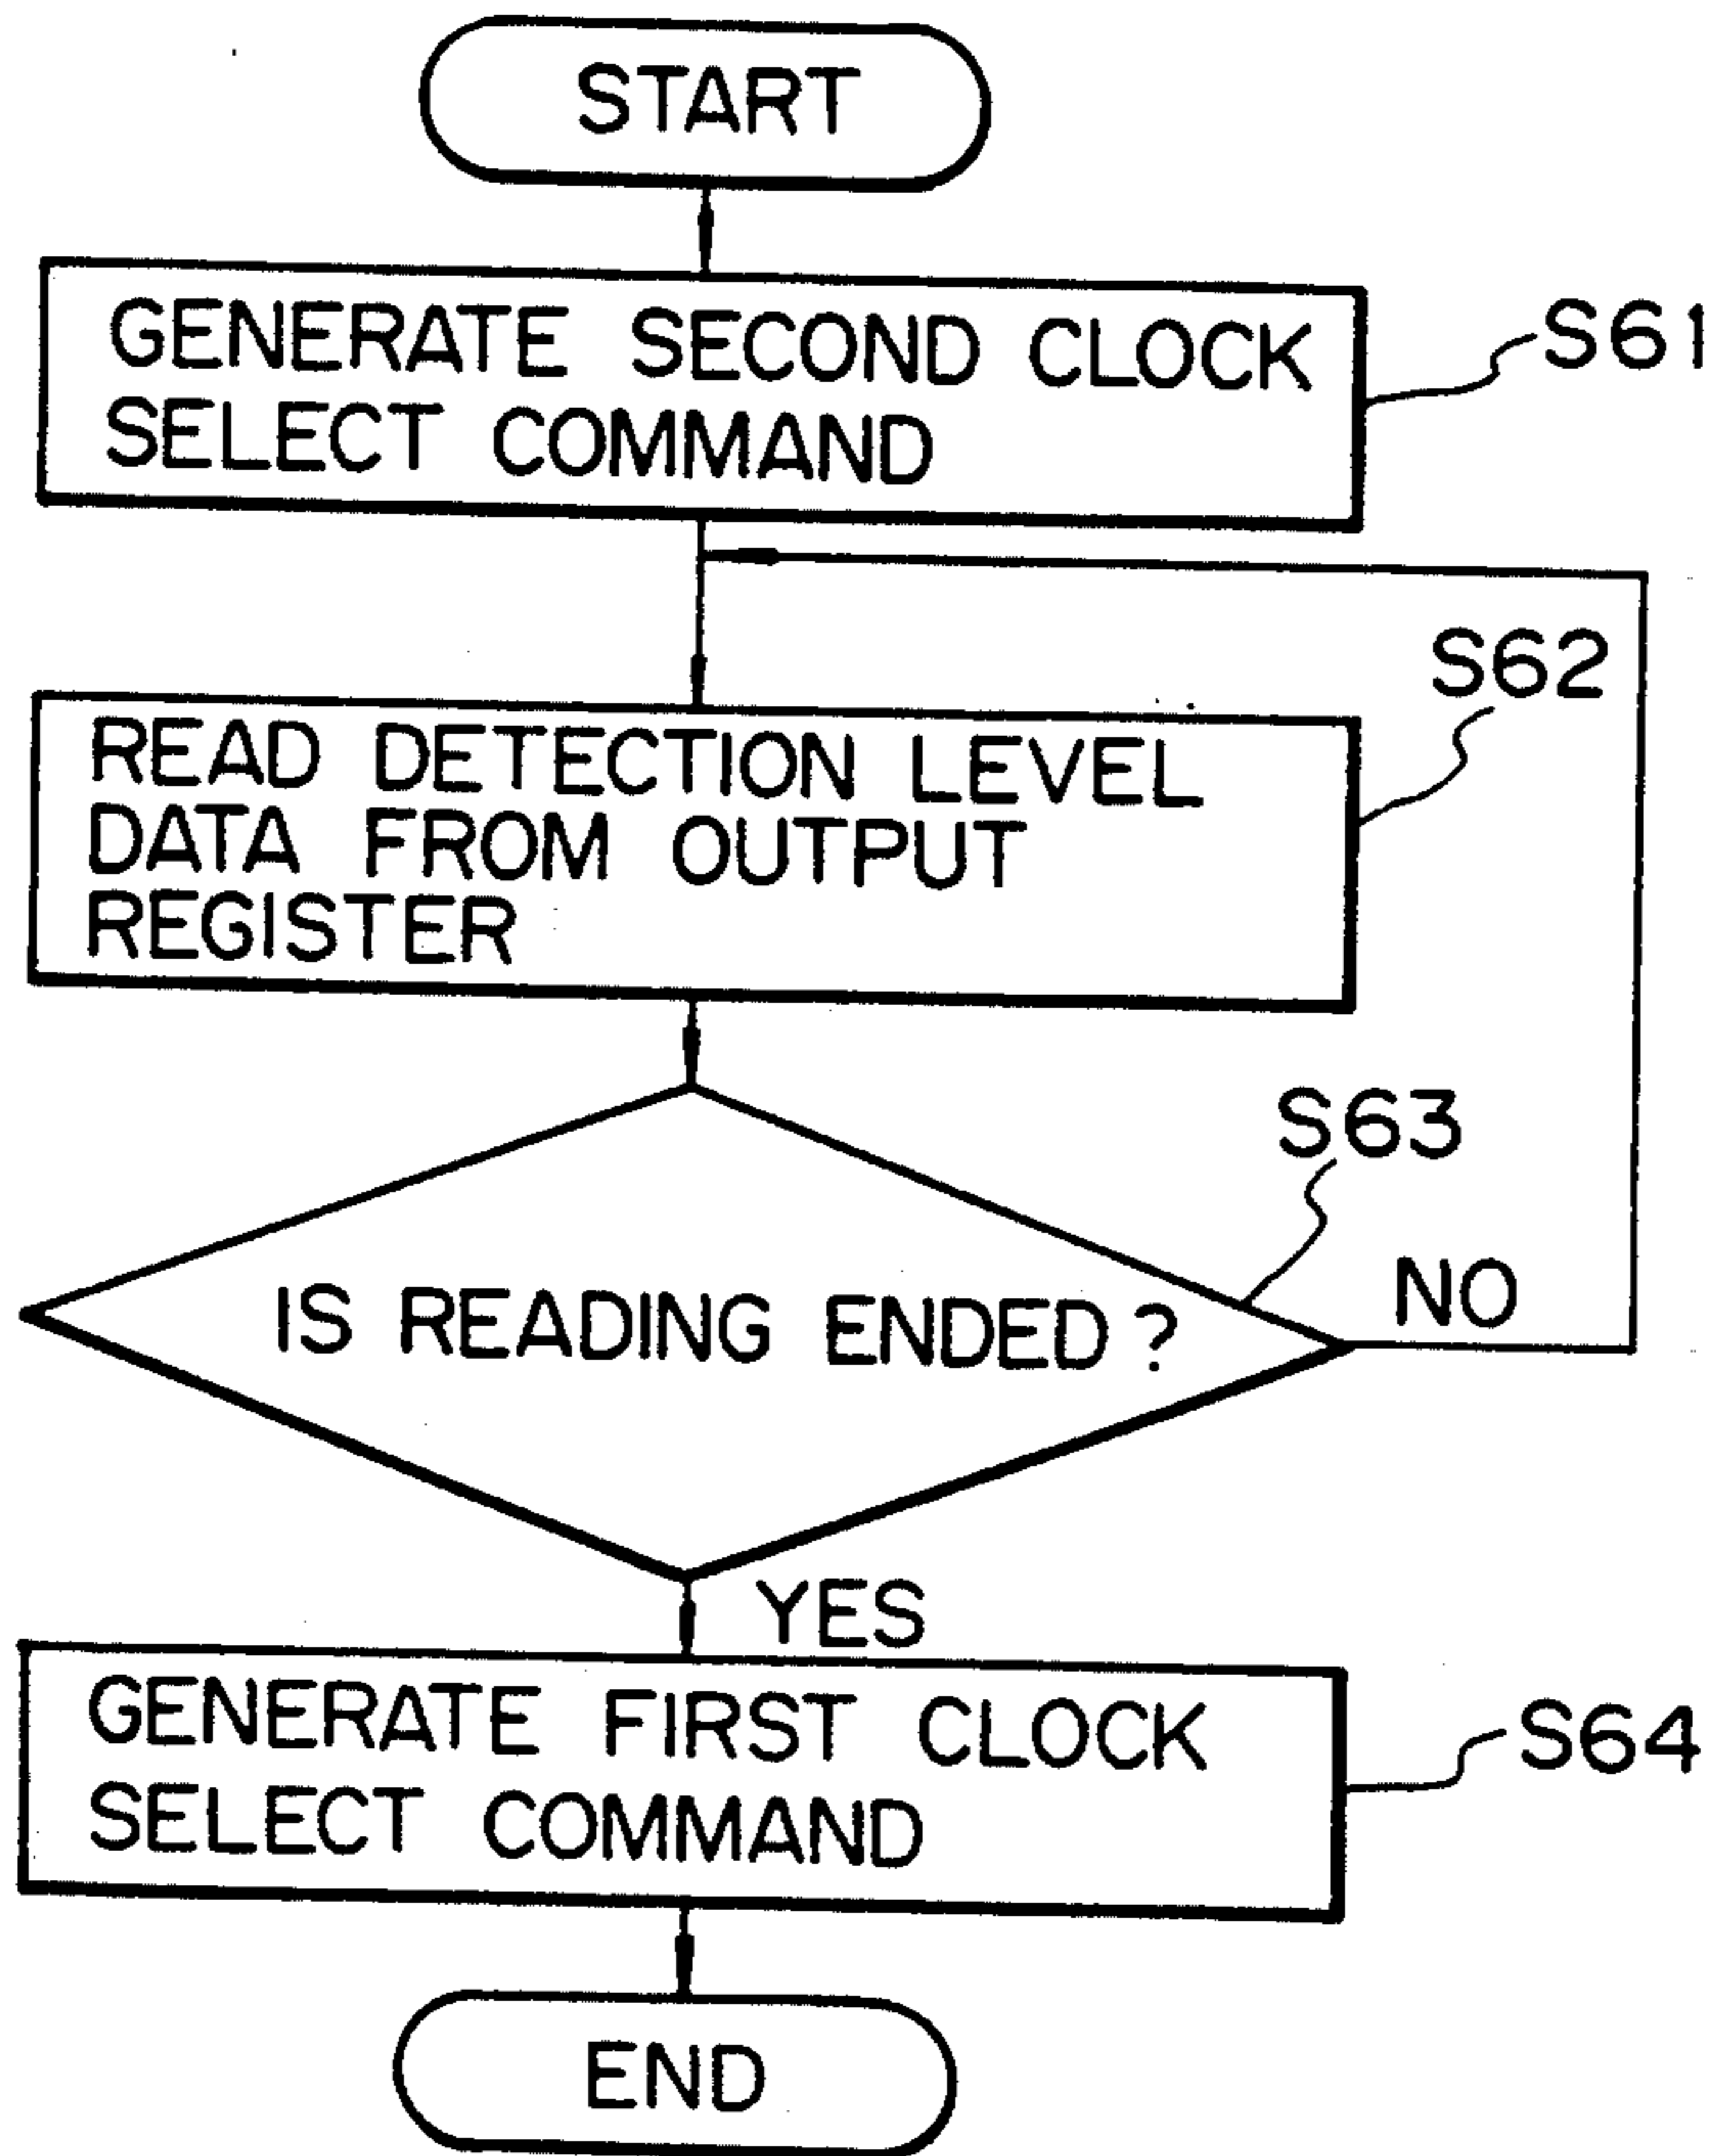 START
GENERATE SECOND CLOCK
SELECT COMMAND
S61
S62
READ DETECTION LEVEL
DATA FROM OUTPUT
REGISTER
S63
IS READING ENDED?
NO
YES
GENERATE FIRST CLOCK
SELECT COMMAND
S64
END